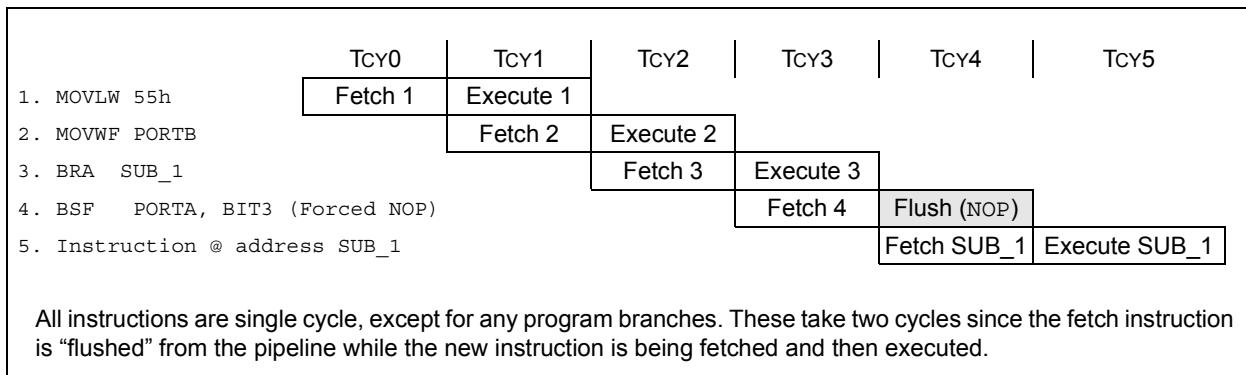 TCY0 TCY1 TCY2 TCY3 TCY4 TCY5
1. MOVLW 55h Fetch 1 Execute 1
2. MOVWF PORTB Fetch 2 Execute 2
3. BRA SUB_1 Fetch 3 Execute 3
4. BSF PORTA, BIT3 (Forced NOP) Fetch 4 Flush (NOP)
5. Instruction @ address SUB_1 Fetch SUB_1 Execute SUB_1
All instructions are single cycle, except for any program branches. These take two cycles since the fetch instruction
is “flushed” from the pipeline while the new instruction is being fetched and then executed.